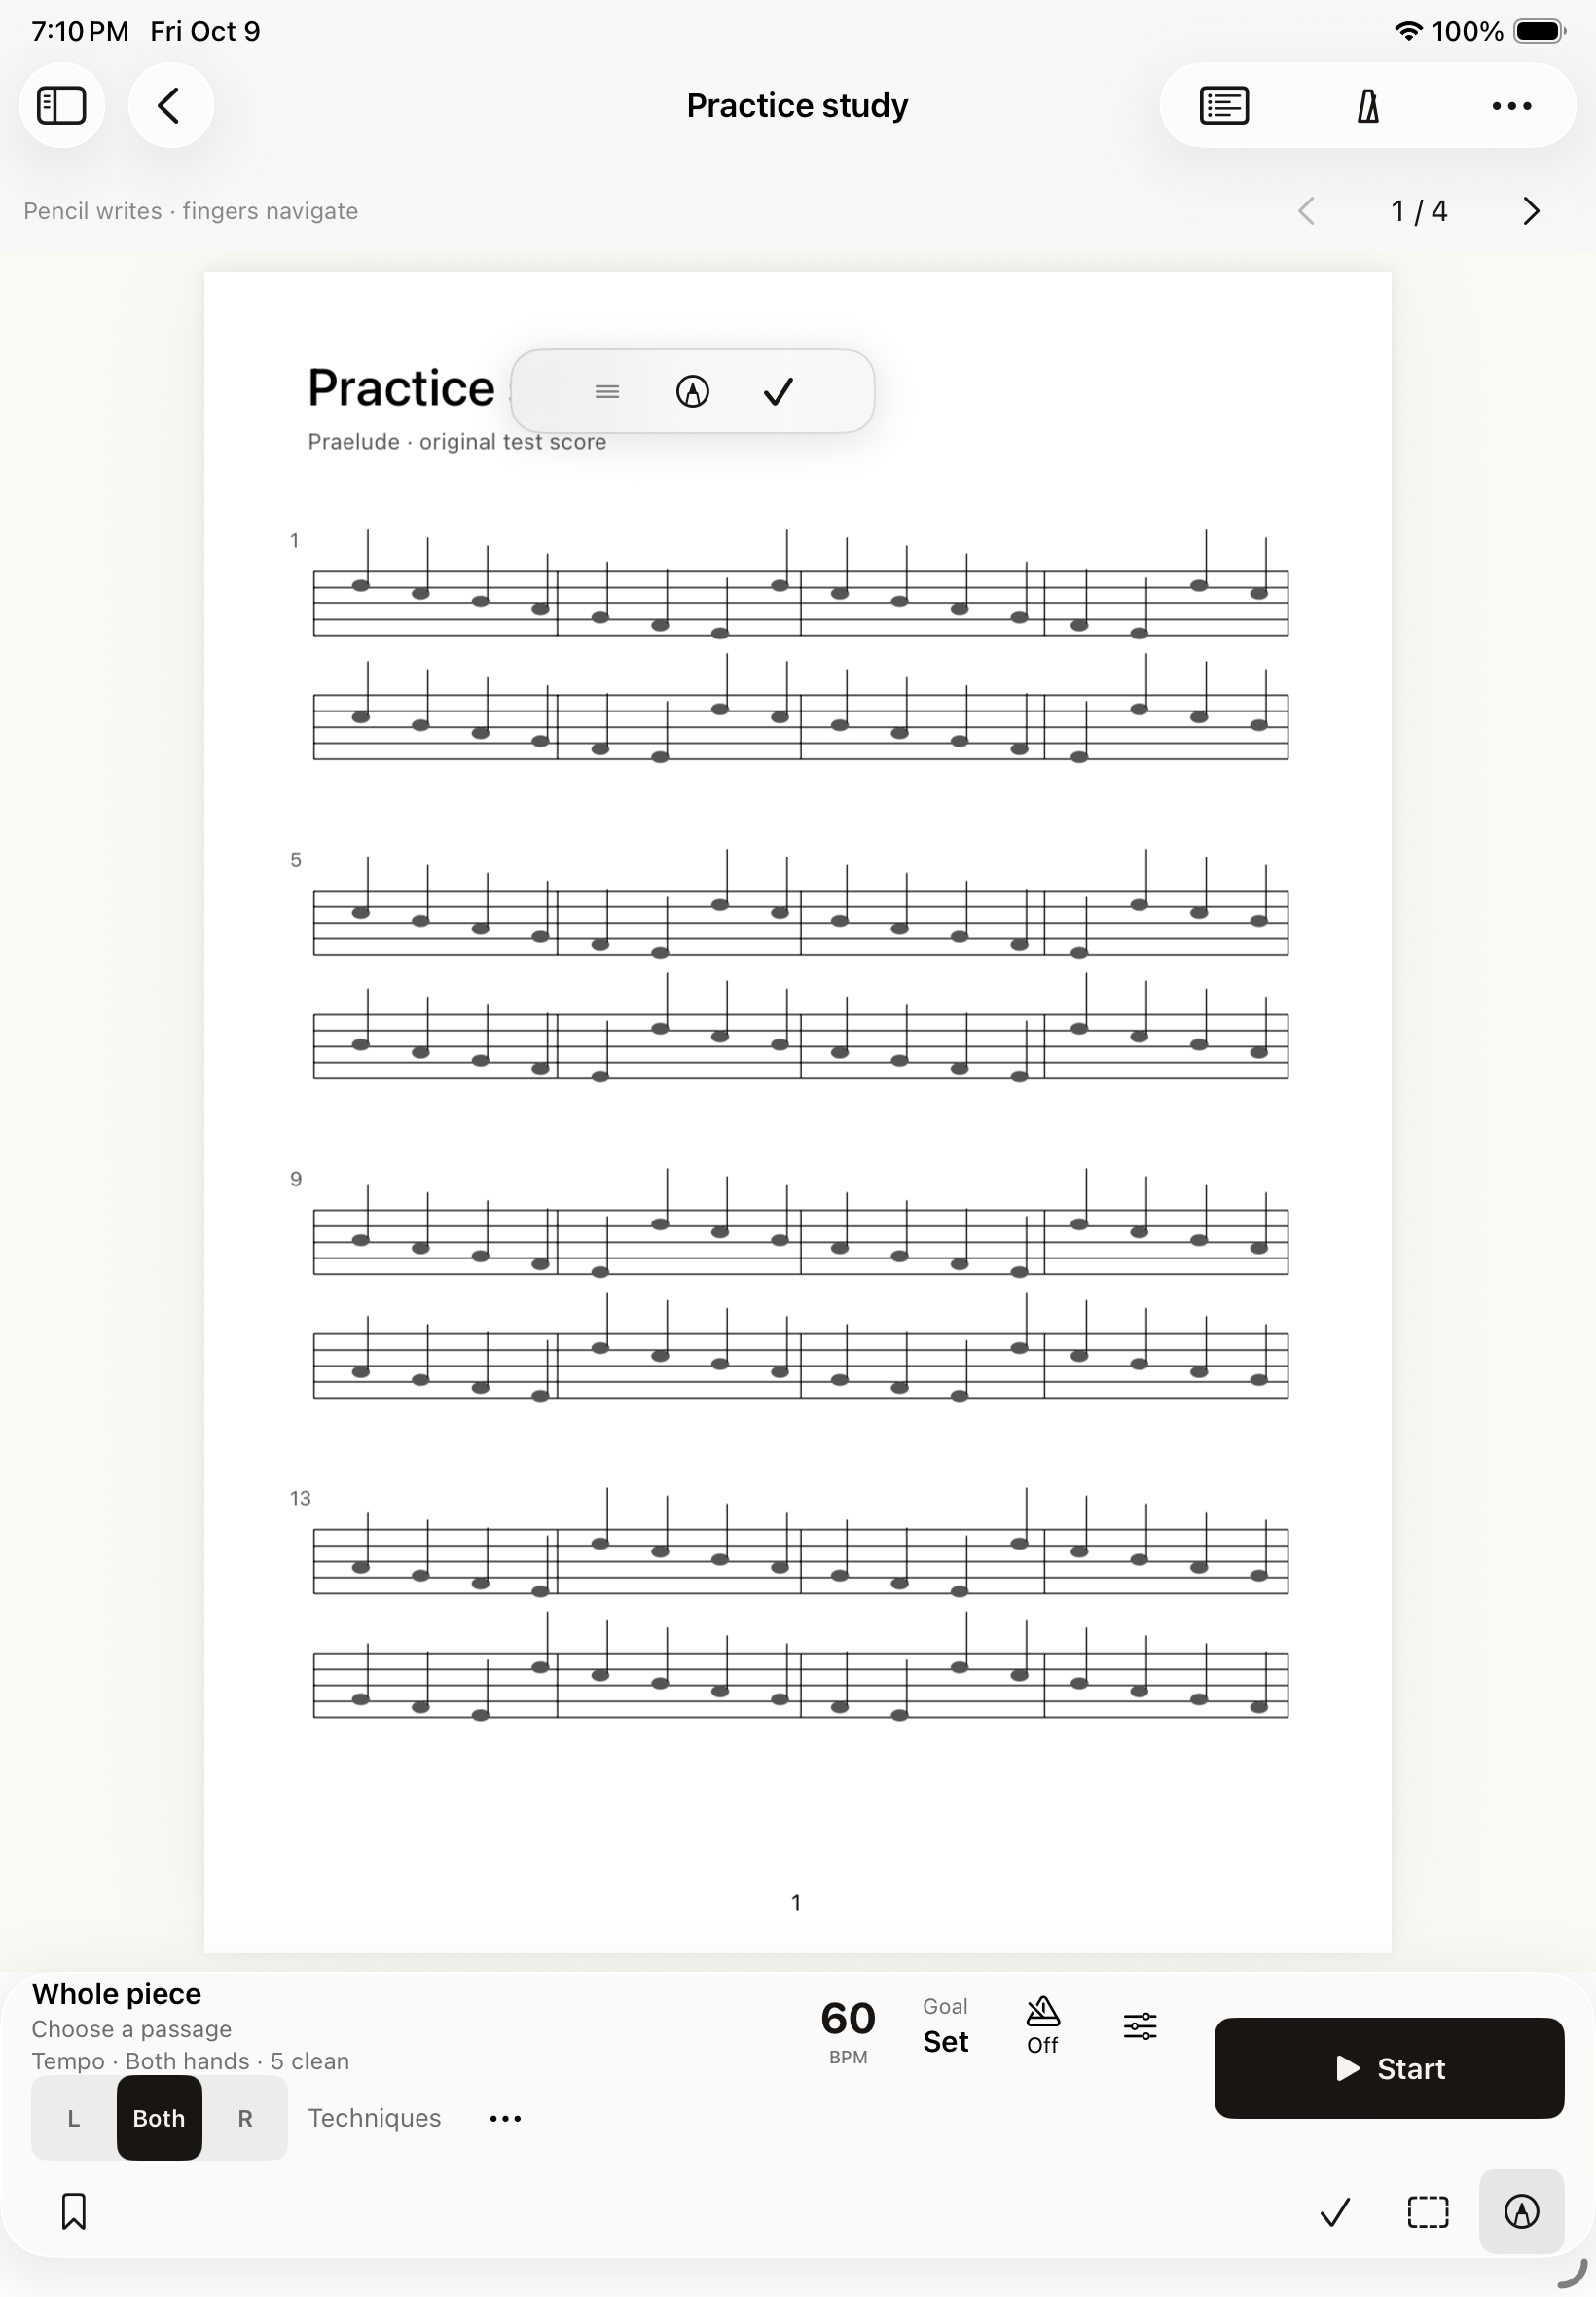 7:10 PM Fri Oct 9 100%
Practice study
Pencil writes · fingers navigate 1 / 4
Practice
Praelude · original test score
1
5
9
13
1
Whole piece
Choose a passage
Tempo · Both hands · 5 clean
L Both R Techniques
60 BPM
Goal Set
Off
Start